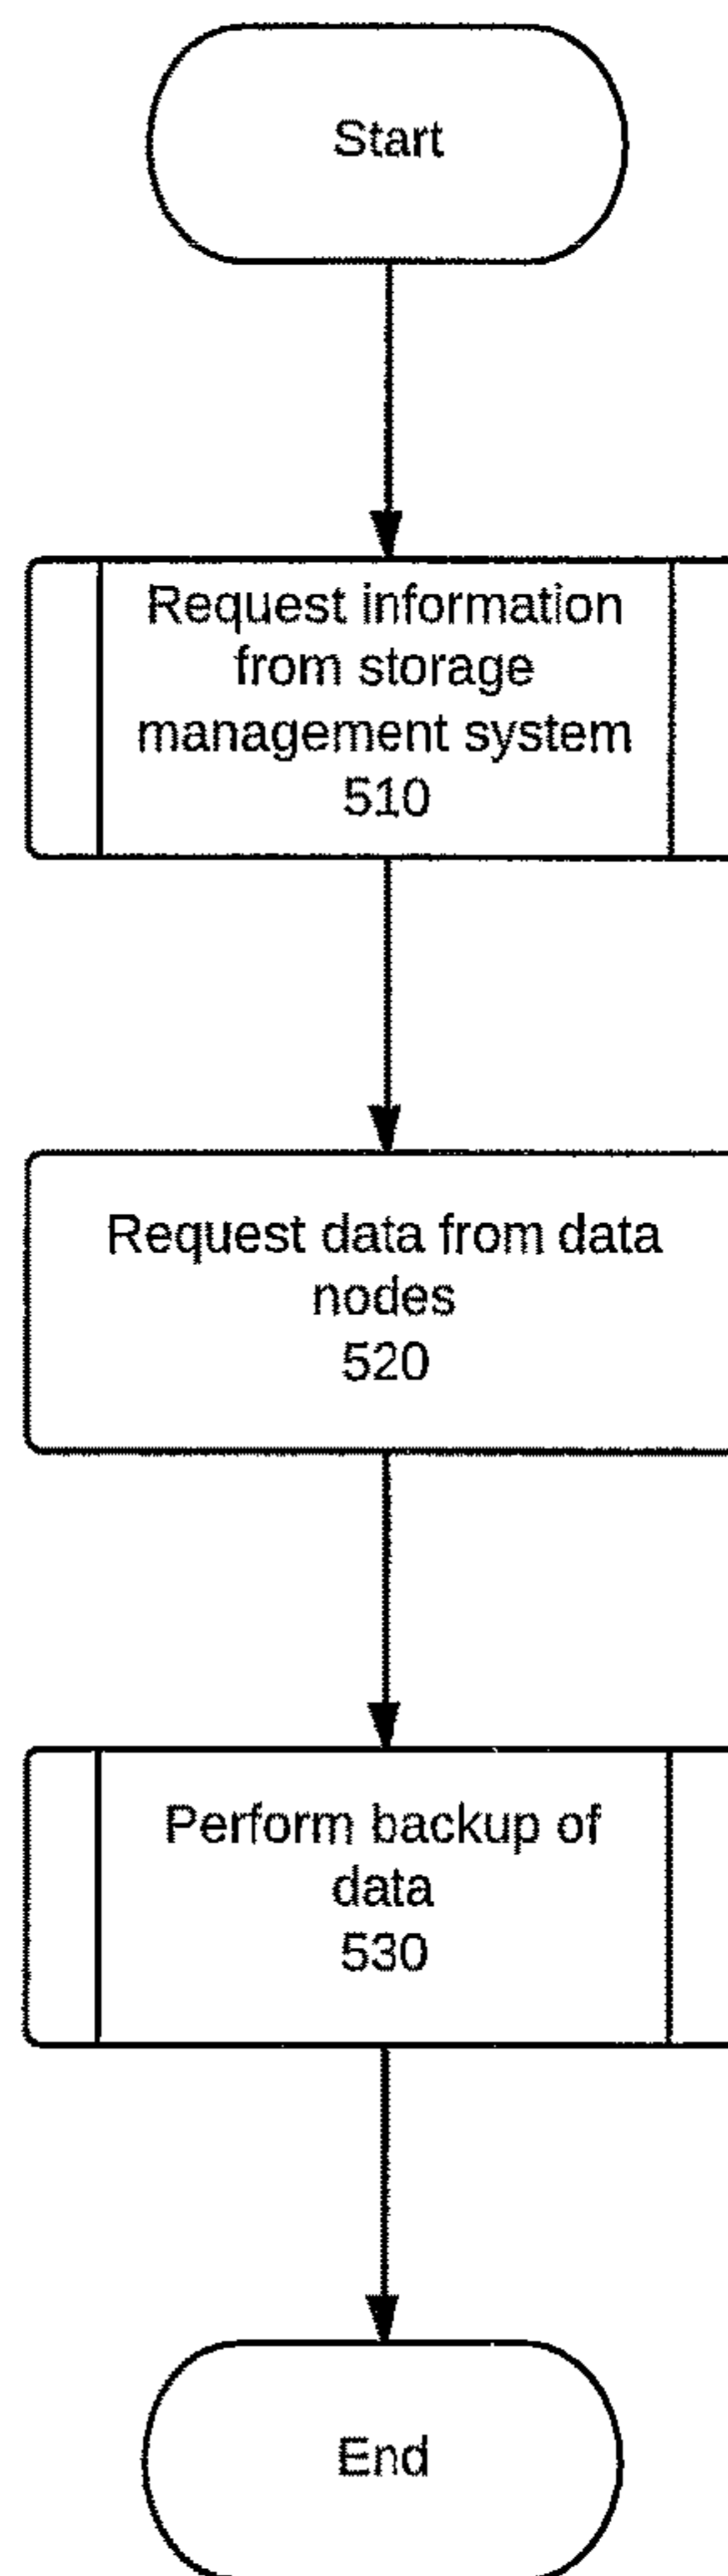 Start
Request information
from storage
management system
510
Request data from data
nodes
520
Perform backup of
data
530
End